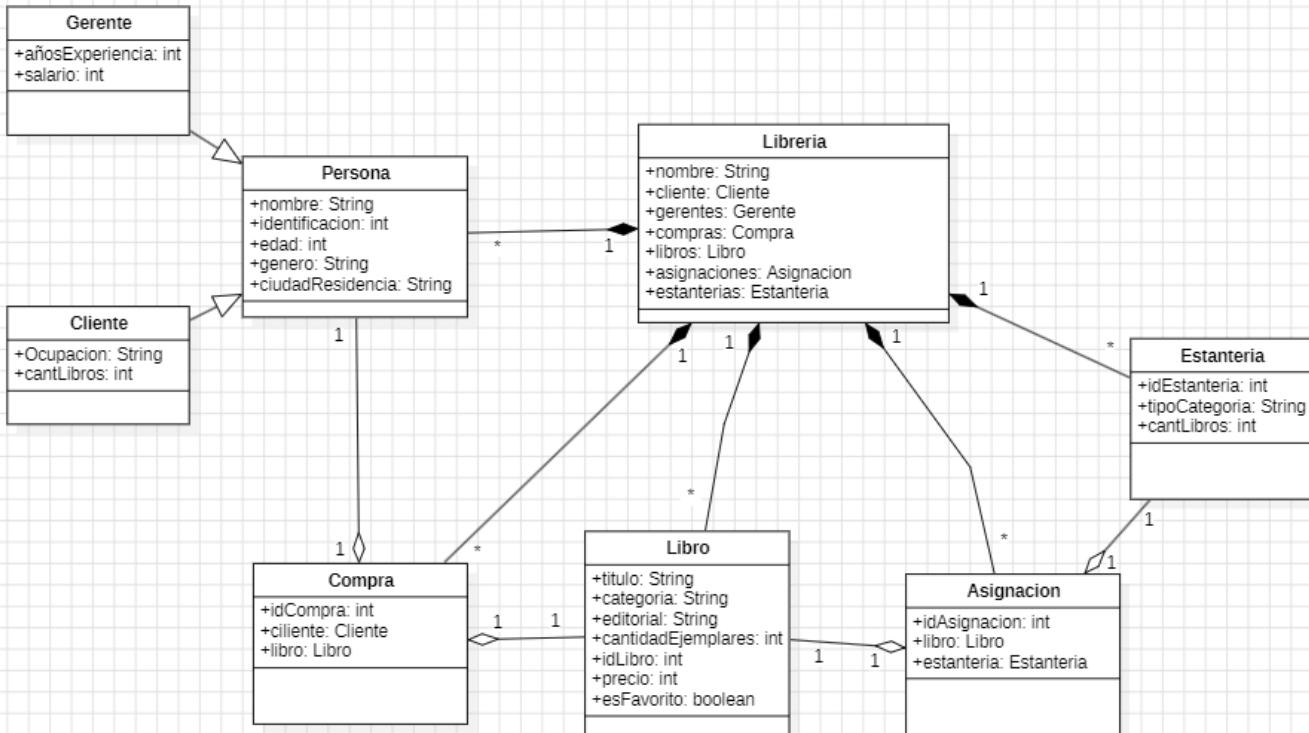 Gerente
+añosExperiencia: int
+salario: int
Persona
+nombre: String
+identificacion: int
+edad: int
+genero: String
+ciudadResidencia: String
Cliente
+Ocupacion: String
+cantLibros: int
Libreria
+nombre: String
+cliente: Cliente
+gerentes: Gerente
+compras: Compra
+libros: Libro
+asignaciones: Asignacion
+estanterias: Estanteria
*
1
1
*
Estanteria
+idEstanteria: int
+tipoCategoria: String
+cantLibros: int
1
1
1
1
*
*
*
1
1
1
Compra
+idCompra: int
+ciliente: Cliente
+libro: Libro
1
1
Libro
+titulo: String
+categoria: String
+editorial: String
+cantidadEjemplares: int
+idLibro: int
+precio: int
+esFavorito: boolean
1
1
Asignacion
+idAsignacion: int
+libro: Libro
+estanteria: Estanteria